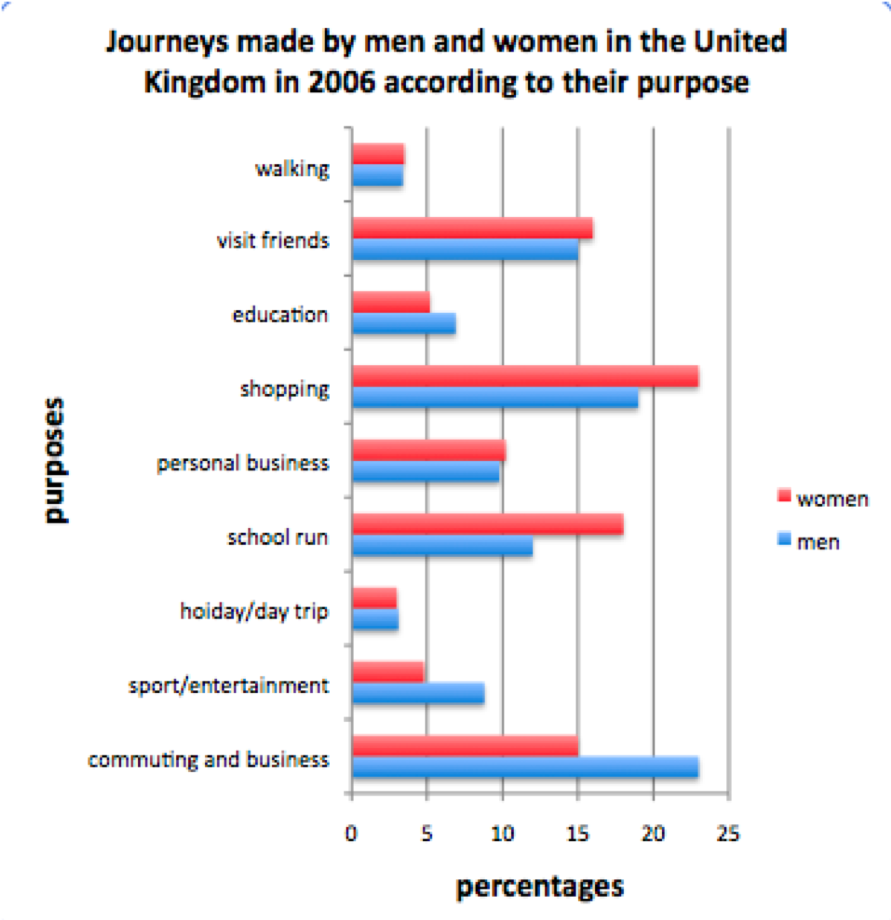 Journeys made by men and women in the United
Kingdom in 2006 according to their purpose
walking
visit friends
education
shopping
personal business
school run
hoiday/day trip
sport/entertainment
commuting and business
purposes
women
men
0 5 10 15 20 25
percentages